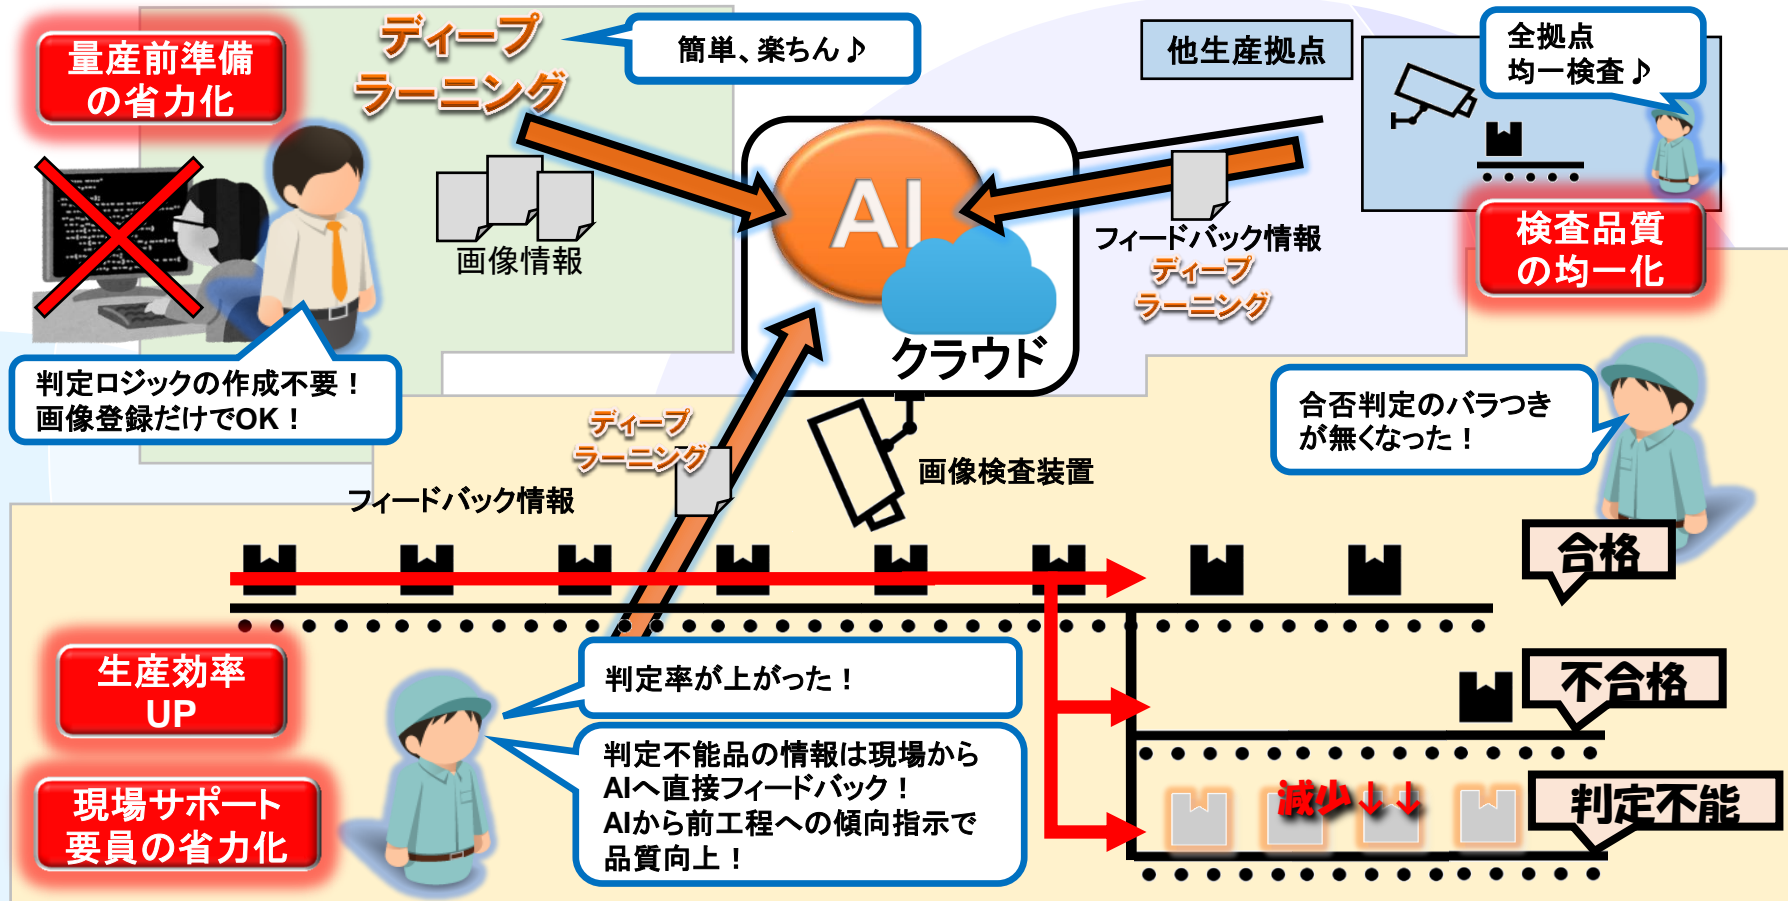 量産前準備
の省力化
ディープ
ラーニング
簡単、楽ちん♪
他生産拠点
全拠点
均一検査♪
検査品質
の均一化
画像情報
AI
クラウド
フィードバック情報
ディープ
ラーニング
判定ロジックの作成不要！
画像登録だけでOK！
合否判定のバラつき
が無くなった！
ディープ
ラーニング
フィードバック情報
画像検査装置
合格
不合格
判定不能
減少↓↓
生産効率
UP
現場サポート
要員の省力化
判定率が上がった！
判定不能品の情報は現場から
AIへ直接フィードバック！
AIから前工程への傾向指示で
品質向上！